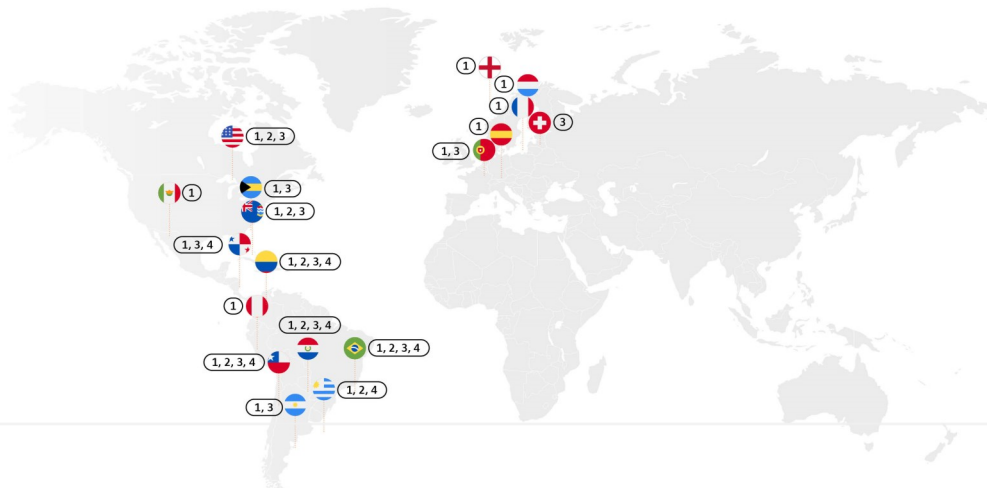 1
1
1
3
1
1, 3
1, 2, 3
1, 3
1
1, 2, 3
1, 3, 4
1, 2, 3, 4
1
1, 2, 3, 4
1, 2, 3, 4
1, 2, 3, 4
1, 2, 4
1, 3